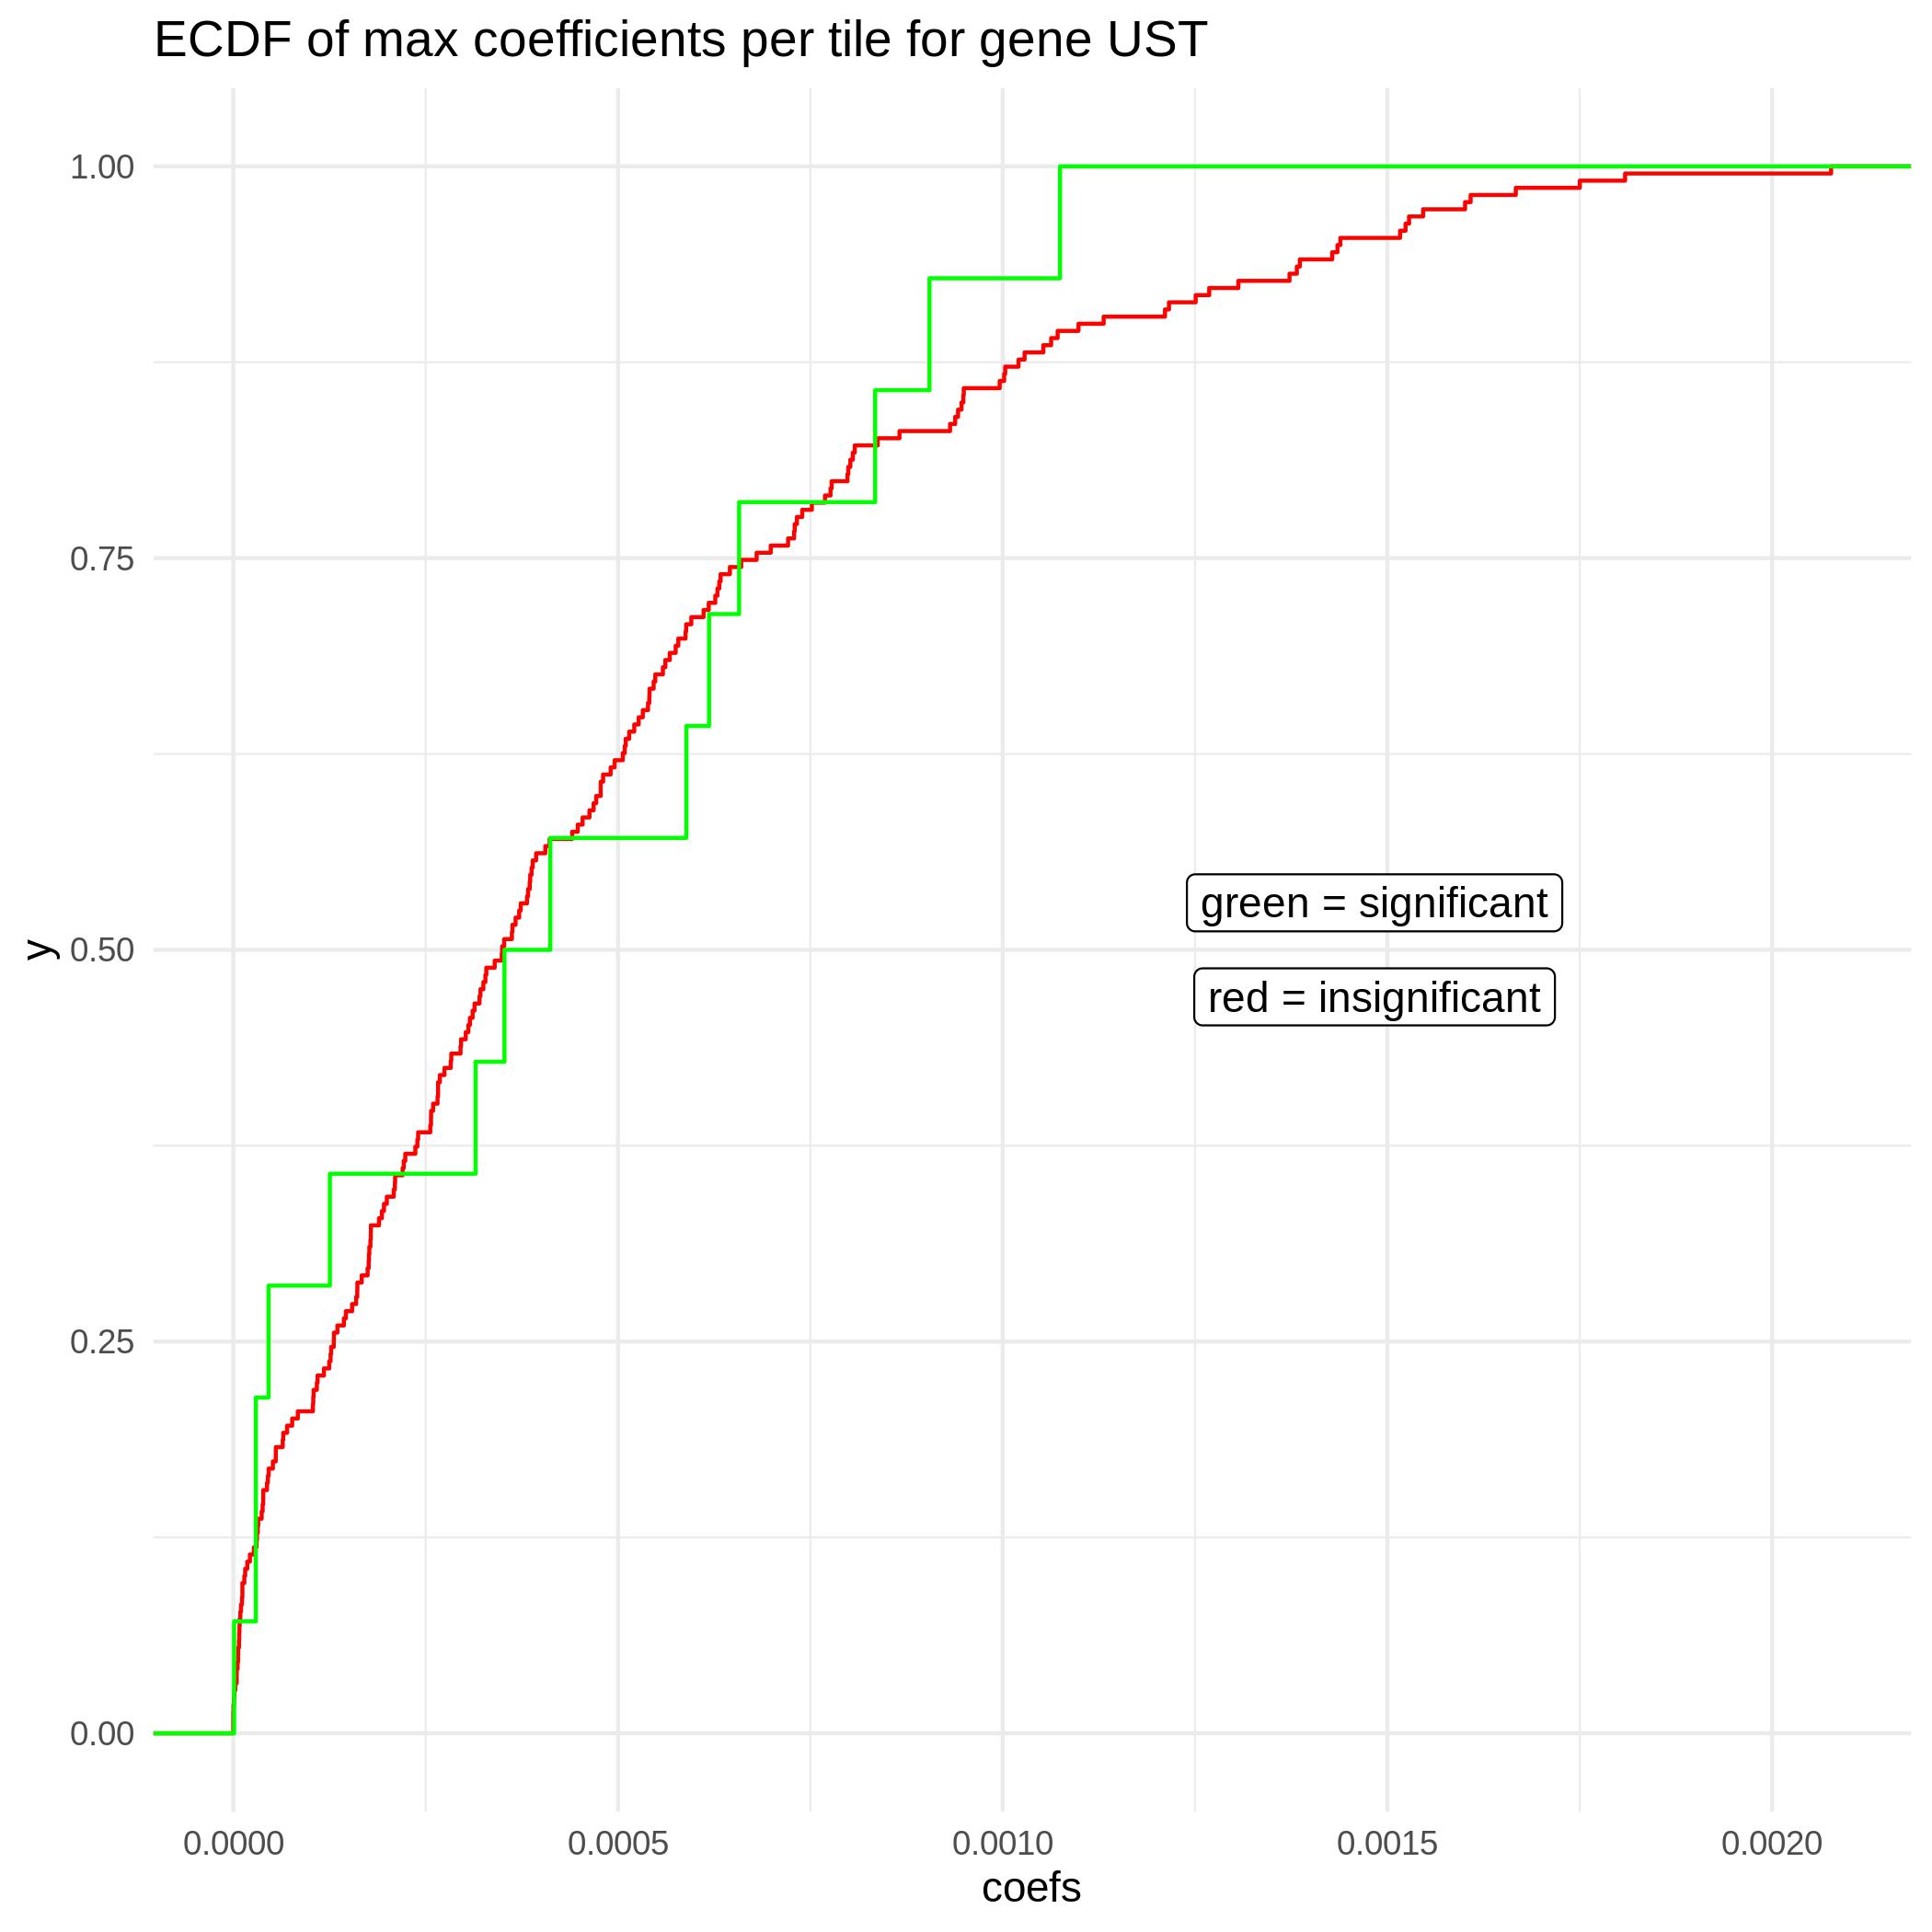 ECDF of max coefficients per tile for gene UST
1.00
0.75
0.50
0.25
0.00
y
green = significant
red = insignificant
0.0000 0.0005 0.0010 0.0015 0.0020
coefs